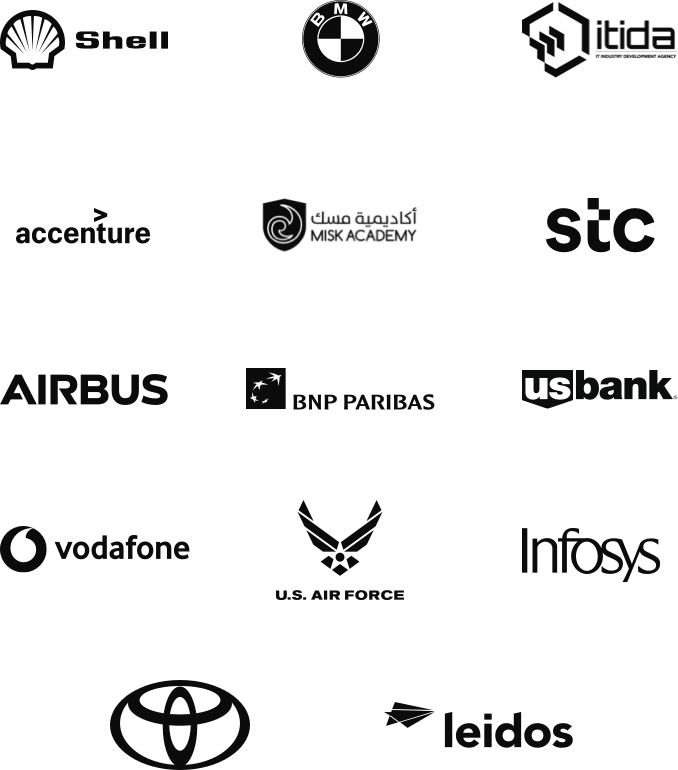 Shell
BMW
itida
IT INDUSTRY DEVELOPMENT AGENCY
accenture
أكاديمية مسك
MISK ACADEMY
stc
AIRBUS
BNP PARIBAS
usbank®
vodafone
U.S. AIR FORCE
Infosys
leidos